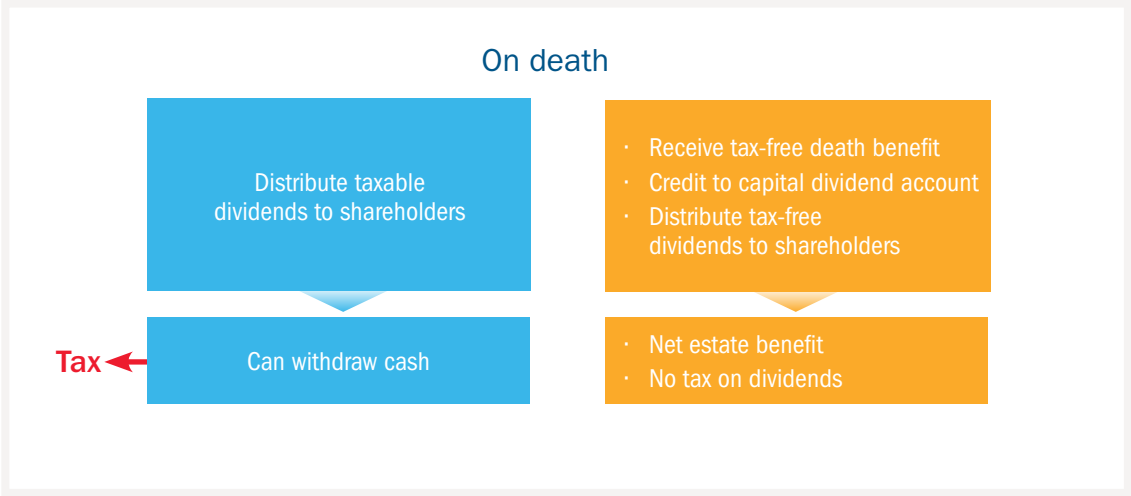 On death
Distribute taxable
dividends to shareholders
· Receive tax-free death benefit
· Credit to capital dividend account
· Distribute tax-free
dividends to shareholders
Tax
Can withdraw cash
· Net estate benefit
· No tax on dividends